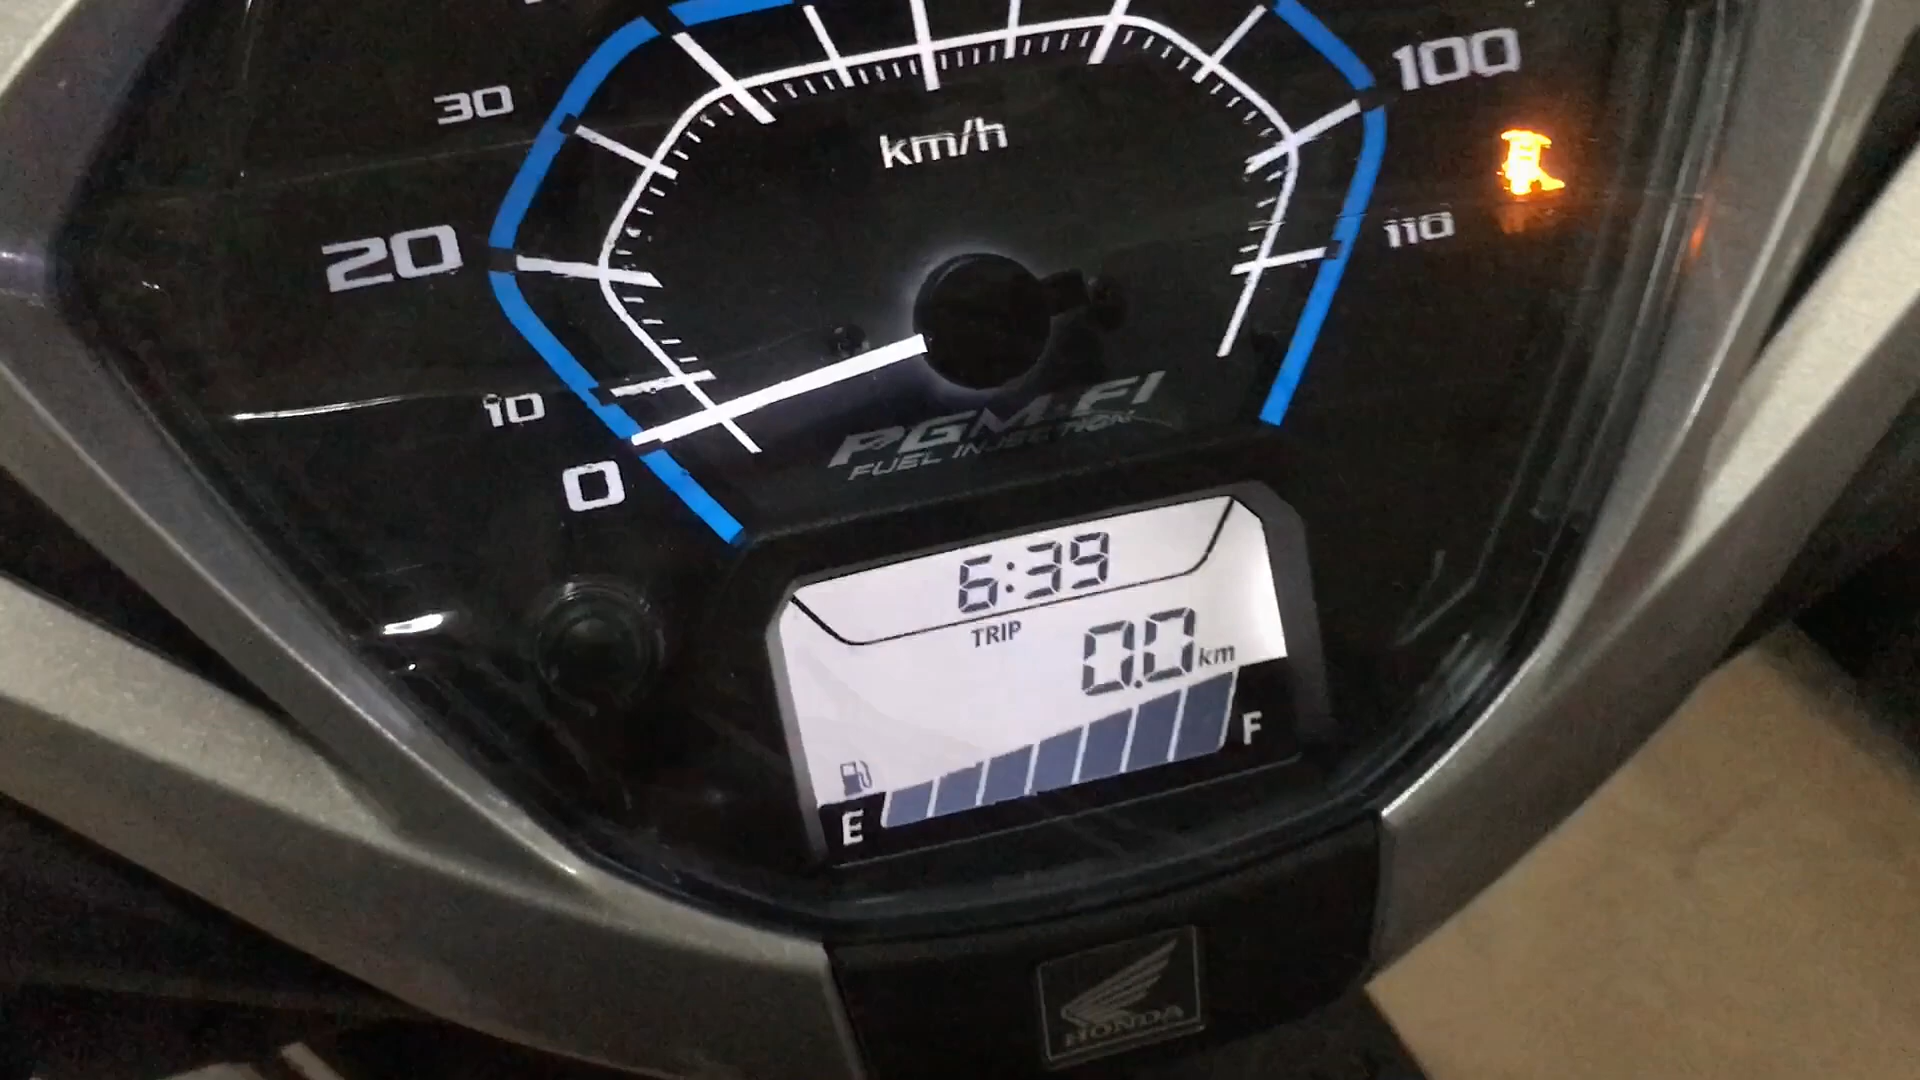 30
100
km/h
20
110
10
PGM-FI
FUEL INJECTION
0
6:39
TRIP
0.0 km
F
E
HONDA